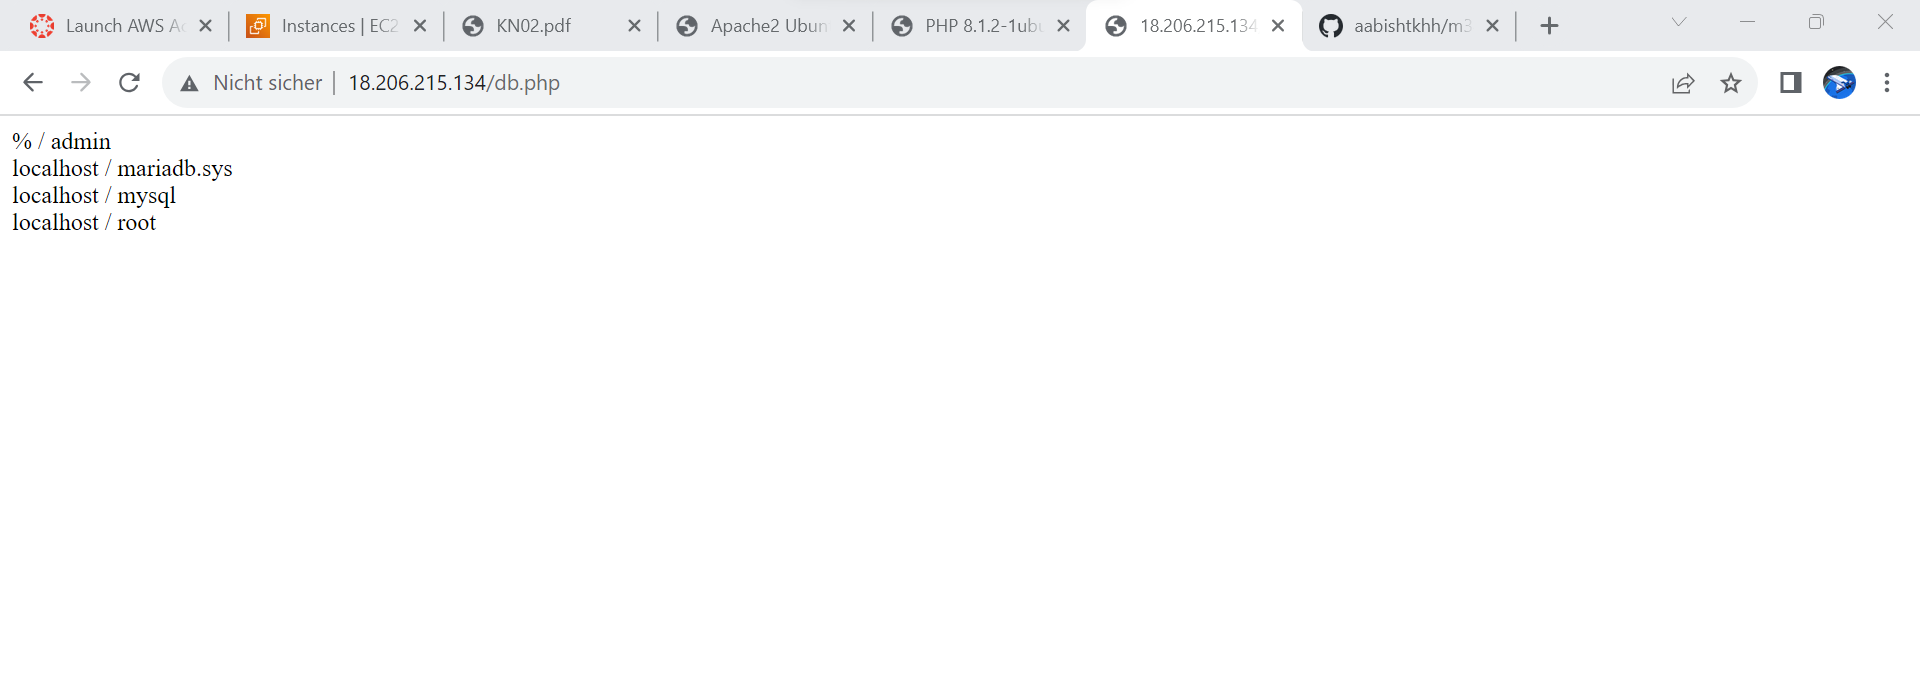 Launch AWS Ac
Instances | EC2
KN02.pdf
Apache2 Ubun
PHP 8.1.2-1ubu
18.206.215.134
aabishtkhh/m3
Nicht sicher | 18.206.215.134/db.php
% / admin
localhost / mariadb.sys
localhost / mysql
localhost / root